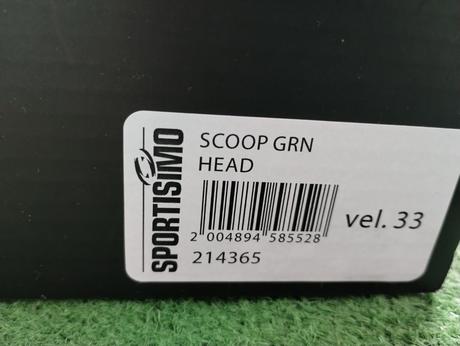 SPORTISIMO
SCOOP GRN
HEAD
2 004894 585528
214365
vel. 33